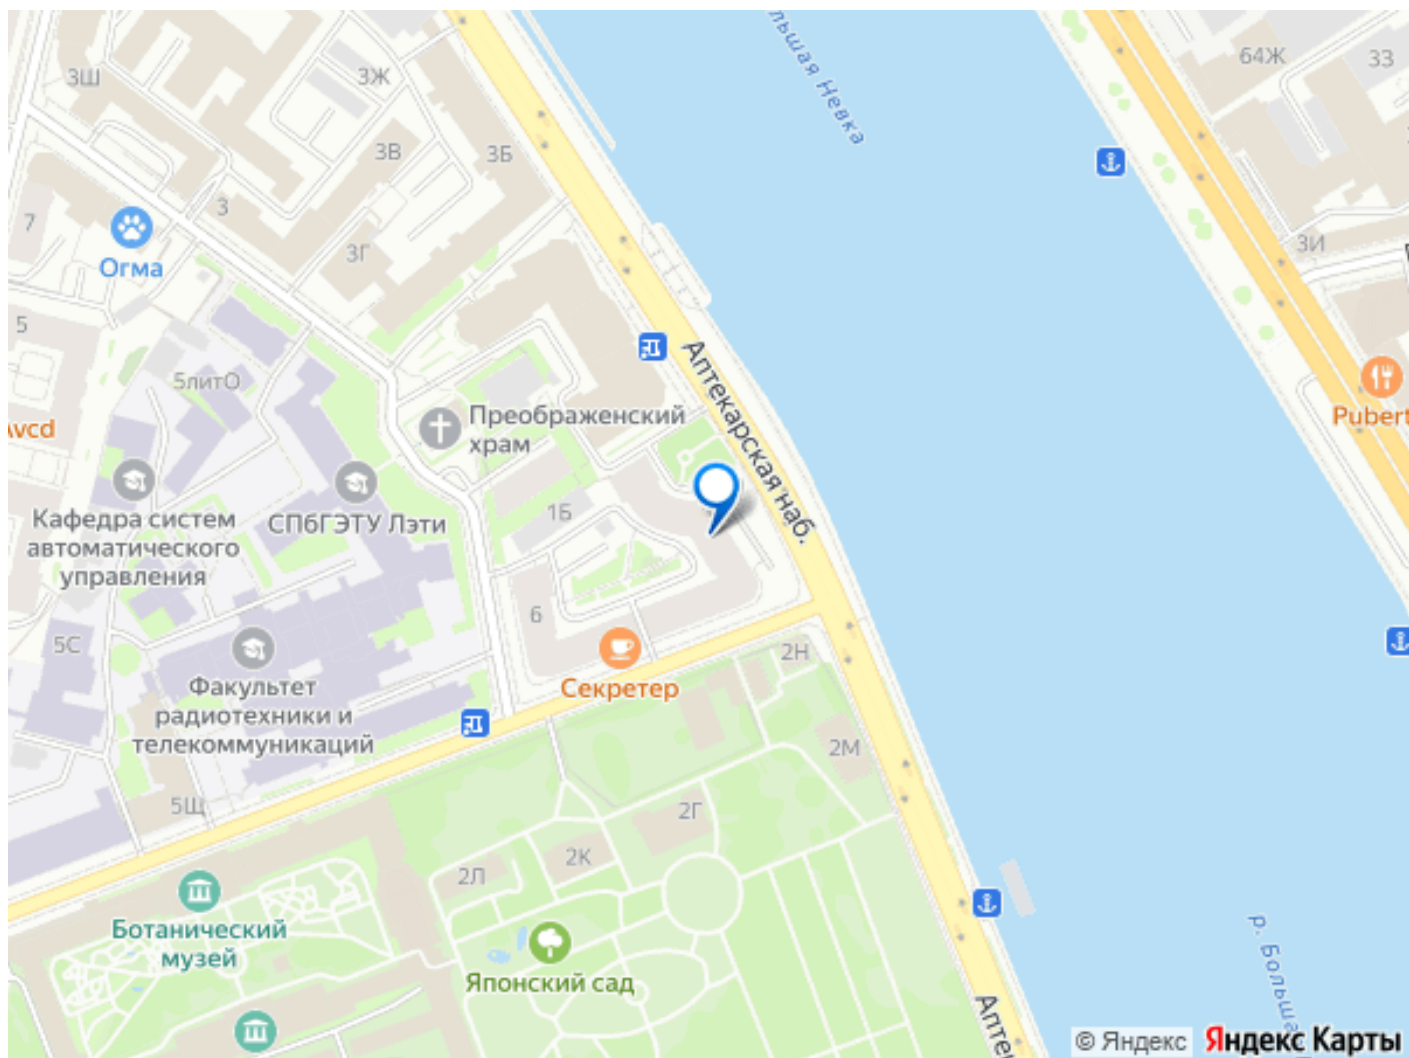 льшая Невка
64Ж
33
3Ш
3Ж
3В
3Б
3
7
3Г
3И
Огма
5
5литО
Аптекарская наб.
Avcd
Преображенский
храм
Pubert
Кафедра систем
автоматического
управления
СПбГЭТУ Лэти
1Б
6
5С
Секретер
2Н
Факультет
радиотехники и
телекоммуникаций
2М
5Щ
2Г
2К
2Л
Ботанический
музей
Японский сад
р. Больша
Апте
© Яндекс Яндекс Карты